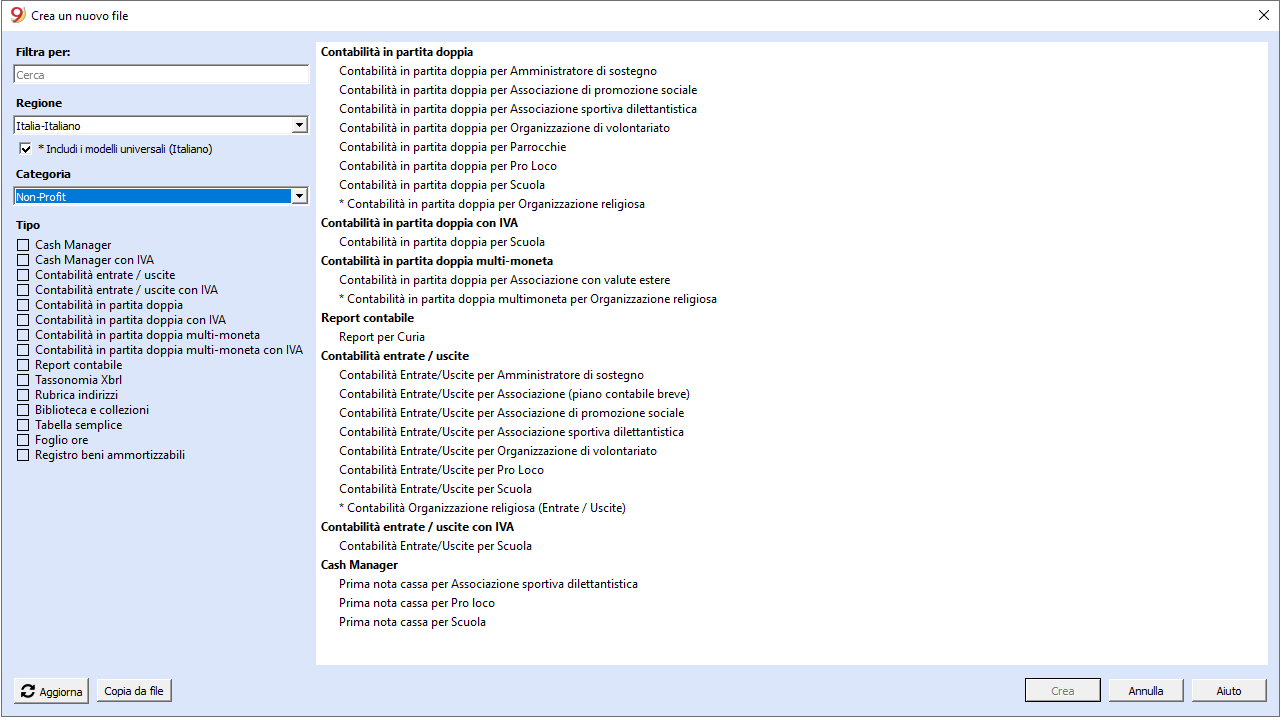 Crea un nuovo file
Filtra per:
Cerca
Regione
Italia-Italiano
* Includi i modelli universali (Italiano)
Categoria
Non-Profit
Tipo
Cash Manager
Cash Manager con IVA
Contabilità entrate / uscite
Contabilità entrate / uscite con IVA
Contabilità in partita doppia
Contabilità in partita doppia con IVA
Contabilità in partita doppia multi-moneta
Contabilità in partita doppia multi-moneta con IVA
Report contabile
Tassonomia Xbrl
Rubrica indirizzi
Biblioteca e collezioni
Tabella semplice
Foglio ore
Registro beni ammortizzabili
Contabilità in partita doppia
Contabilità in partita doppia per Amministratore di sostegno
Contabilità in partita doppia per Associazione di promozione sociale
Contabilità in partita doppia per Associazione sportiva dilettantistica
Contabilità in partita doppia per Organizzazione di volontariato
Contabilità in partita doppia per Parrocchie
Contabilità in partita doppia per Pro Loco
Contabilità in partita doppia per Scuola
* Contabilità in partita doppia per Organizzazione religiosa
Contabilità in partita doppia con IVA
Contabilità in partita doppia per Scuola
Contabilità in partita doppia multi-moneta
Contabilità in partita doppia per Associazione con valute estere
* Contabilità in partita doppia multimoneta per Organizzazione religiosa
Report contabile
Report per Curia
Contabilità entrate / uscite
Contabilità Entrate/Uscite per Amministratore di sostegno
Contabilità Entrate/Uscite per Associazione (piano contabile breve)
Contabilità Entrate/Uscite per Associazione di promozione sociale
Contabilità Entrate/Uscite per Associazione sportiva dilettantistica
Contabilità Entrate/Uscite per Organizzazione di volontariato
Contabilità Entrate/Uscite per Pro Loco
Contabilità Entrate/Uscite per Scuola
* Contabilità Organizzazione religiosa (Entrate / Uscite)
Contabilità entrate / uscite con IVA
Contabilità Entrate/Uscite per Scuola
Cash Manager
Prima nota cassa per Associazione sportiva dilettantistica
Prima nota cassa per Pro loco
Prima nota cassa per Scuola
Aggiorna
Copia da file
Crea
Annulla
Aiuto